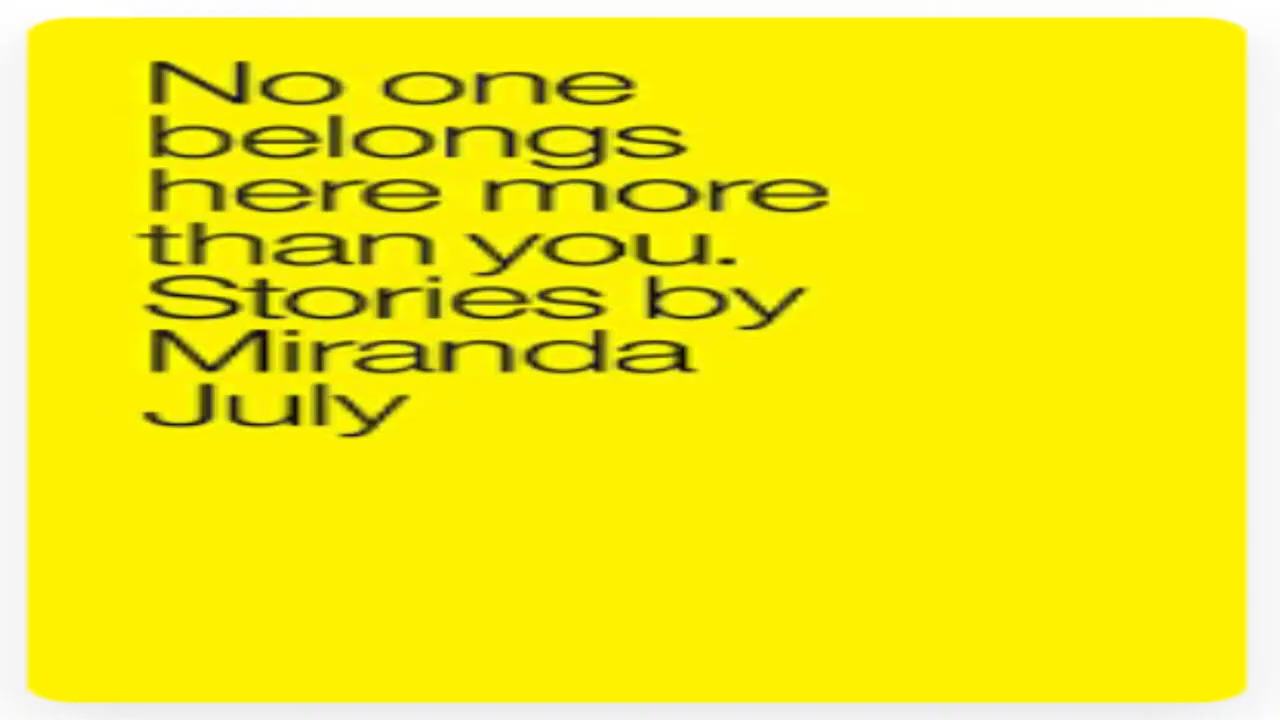 No one
belongs
here more
than you.
Stories by
Miranda
July